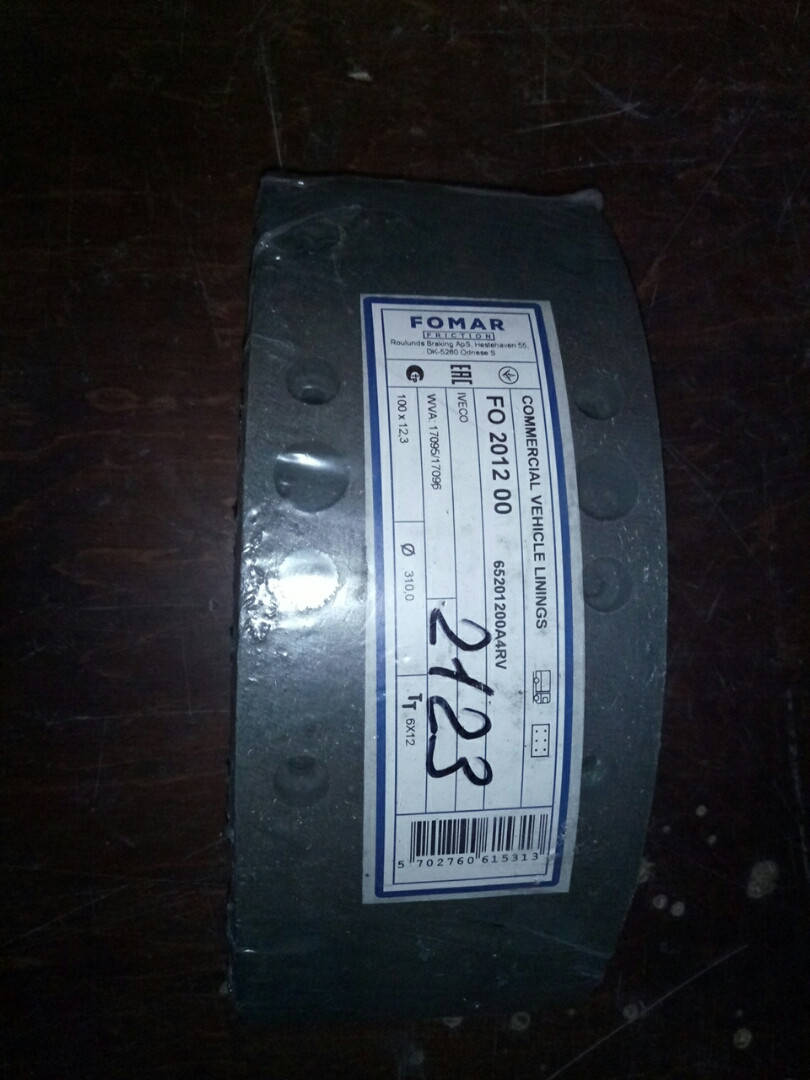 FOMAR
FRICTION
Roulunds Braking ApS, Hestehaven 55,
DK-5260 Odnese S
COMMERCIAL VEHICLE LININGS
FO 2012 00 65201200A4RV
EAC IVECO
WVA: 17095/17096
100 x 12,3 Ø 310,0 6X12
2123
5 702760 615313